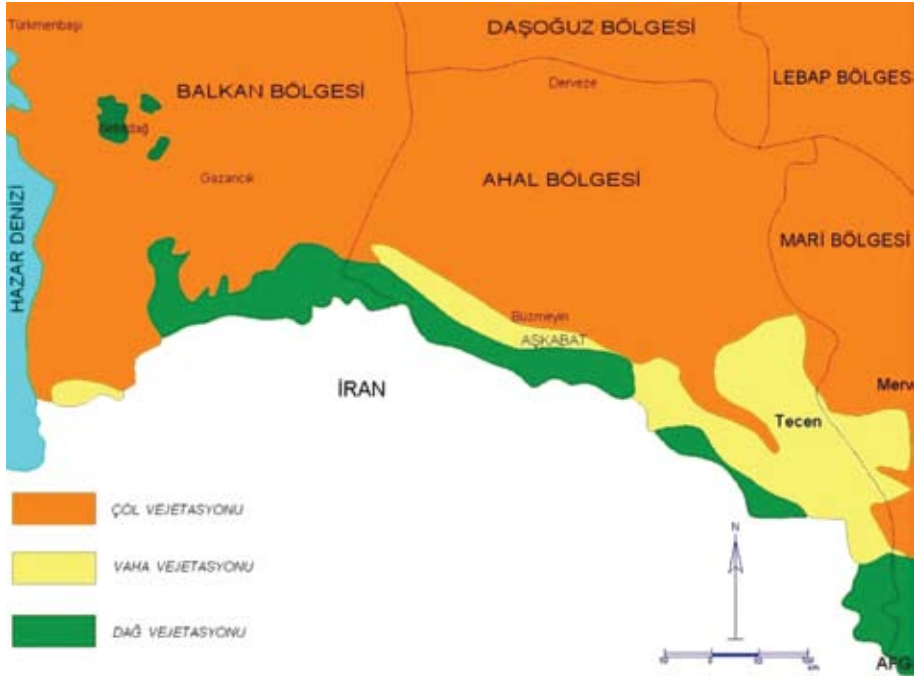 Türkmenbaşı
DAŞOĞUZ BÖLGESİ
LEBAP BÖLGES
BALKAN BÖLGESİ
Derveze
Gazancık
AHAL BÖLGESİ
HAZAR DENİZİ
MARİ BÖLGESİ
Büzmeyin
AŞKABAT
İRAN
Merv
Tecen
ÇÖL VEJETASYONU
VAHA VEJETASYONU
DAĞ VEJETASYONU
N
km
AFG